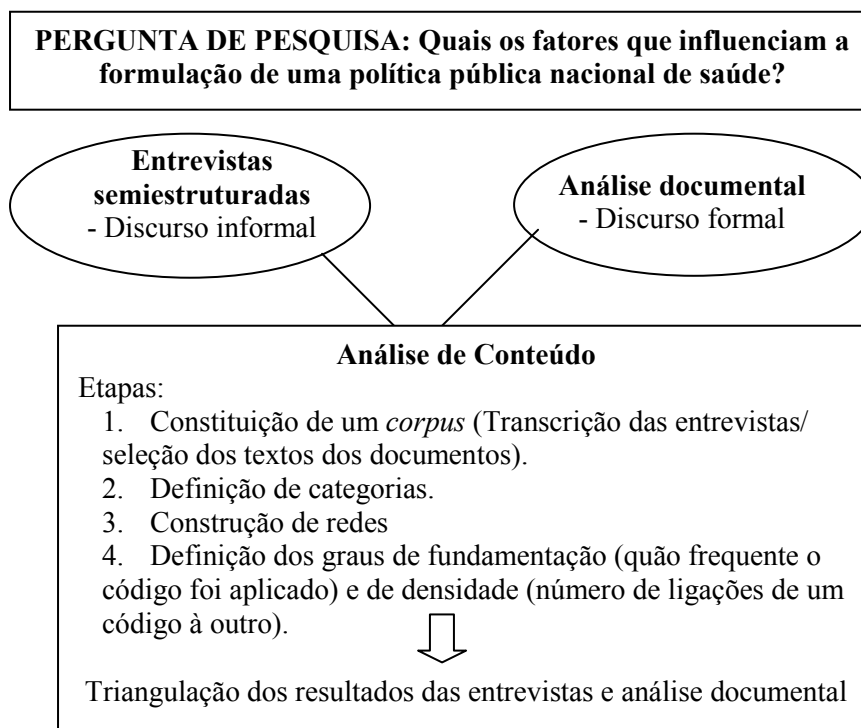 PERGUNTA DE PESQUISA: Quais os fatores que influenciam a
formulação de uma política pública nacional de saúde?
Entrevistas
semiestruturadas
- Discurso informal
Análise documental
- Discurso formal
Análise de Conteúdo
Etapas:
1. Constituição de um corpus (Transcrição das entrevistas/
seleção dos textos dos documentos).
2. Definição de categorias.
3. Construção de redes
4. Definição dos graus de fundamentação (quão frequente o
código foi aplicado) e de densidade (número de ligações de um
código à outro).
Triangulação dos resultados das entrevistas e análise documental